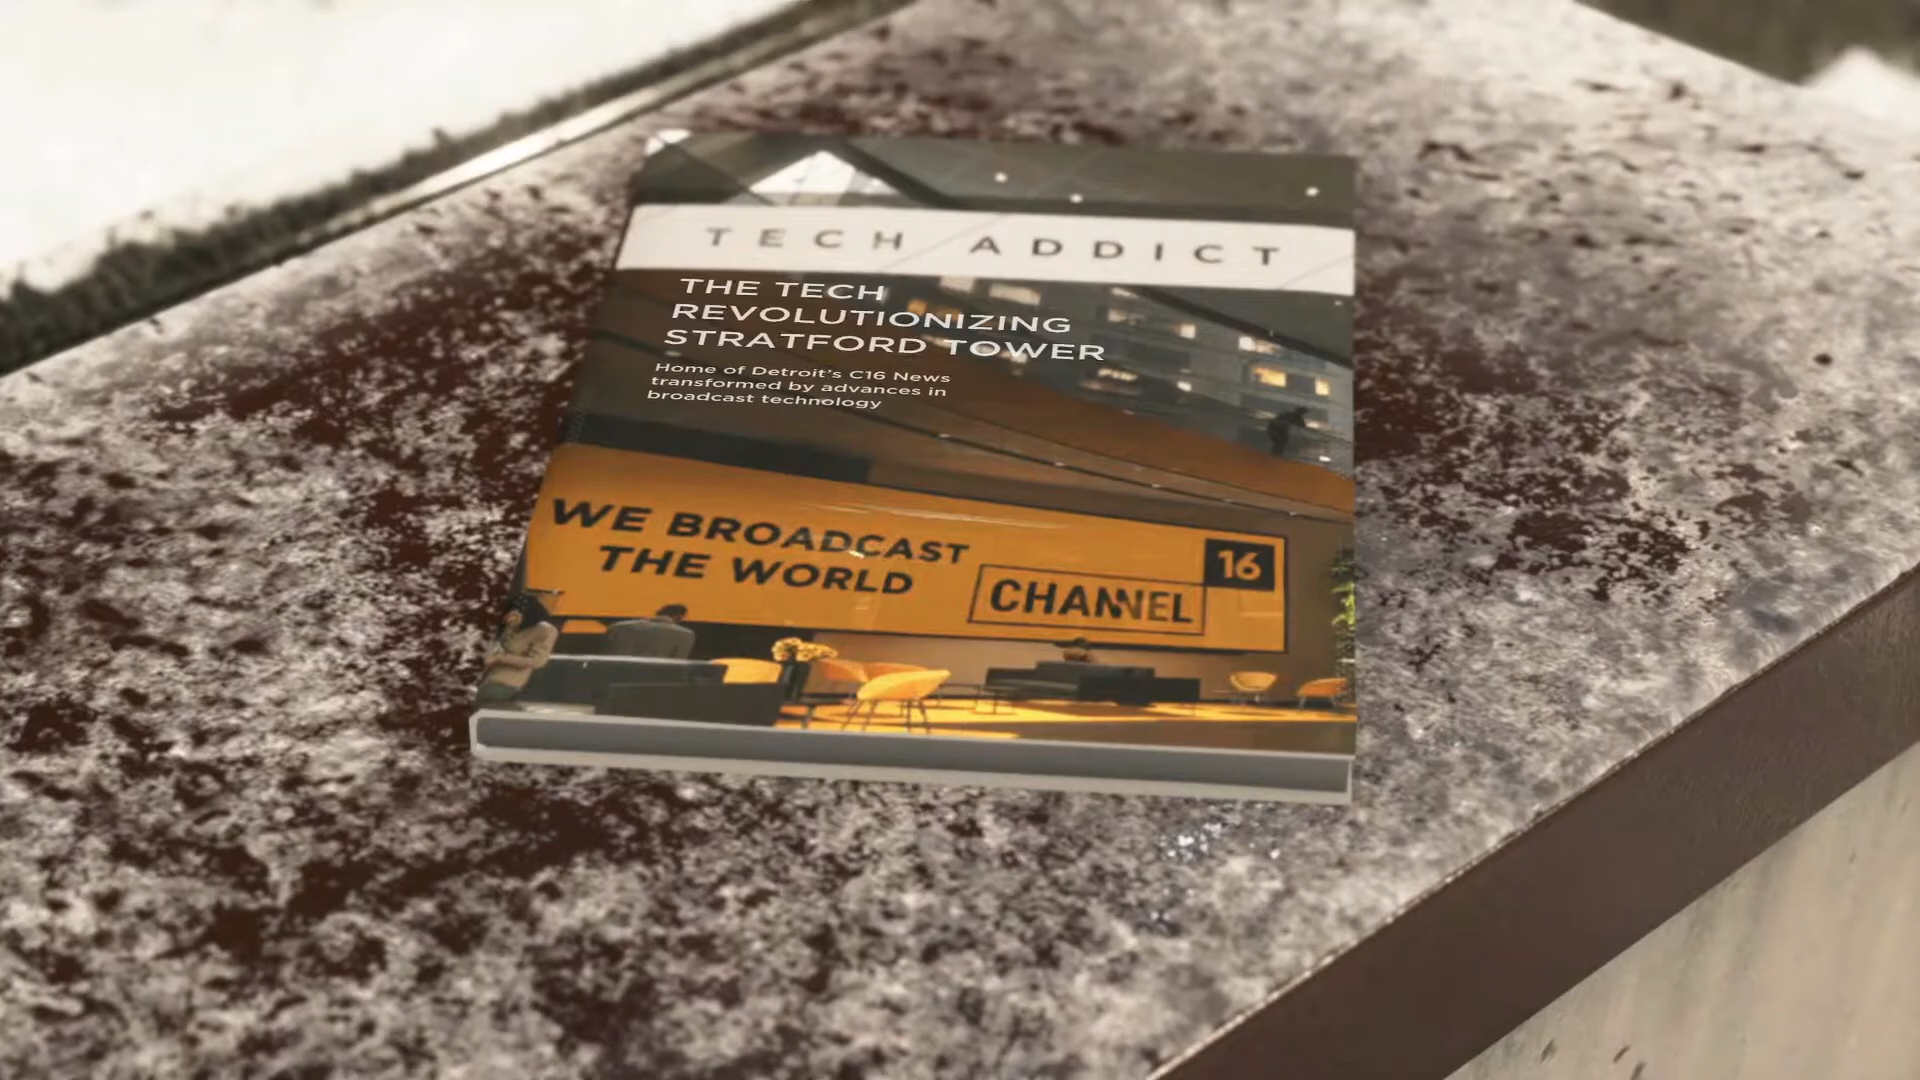 TECH ADDICT
THE TECH
REVOLUTIONIZING
STRATFORD TOWER
Home of Detroit's C16 News
transformed by advances in
broadcast technology
WE BROADCAST
THE WORLD
CHANNEL
16